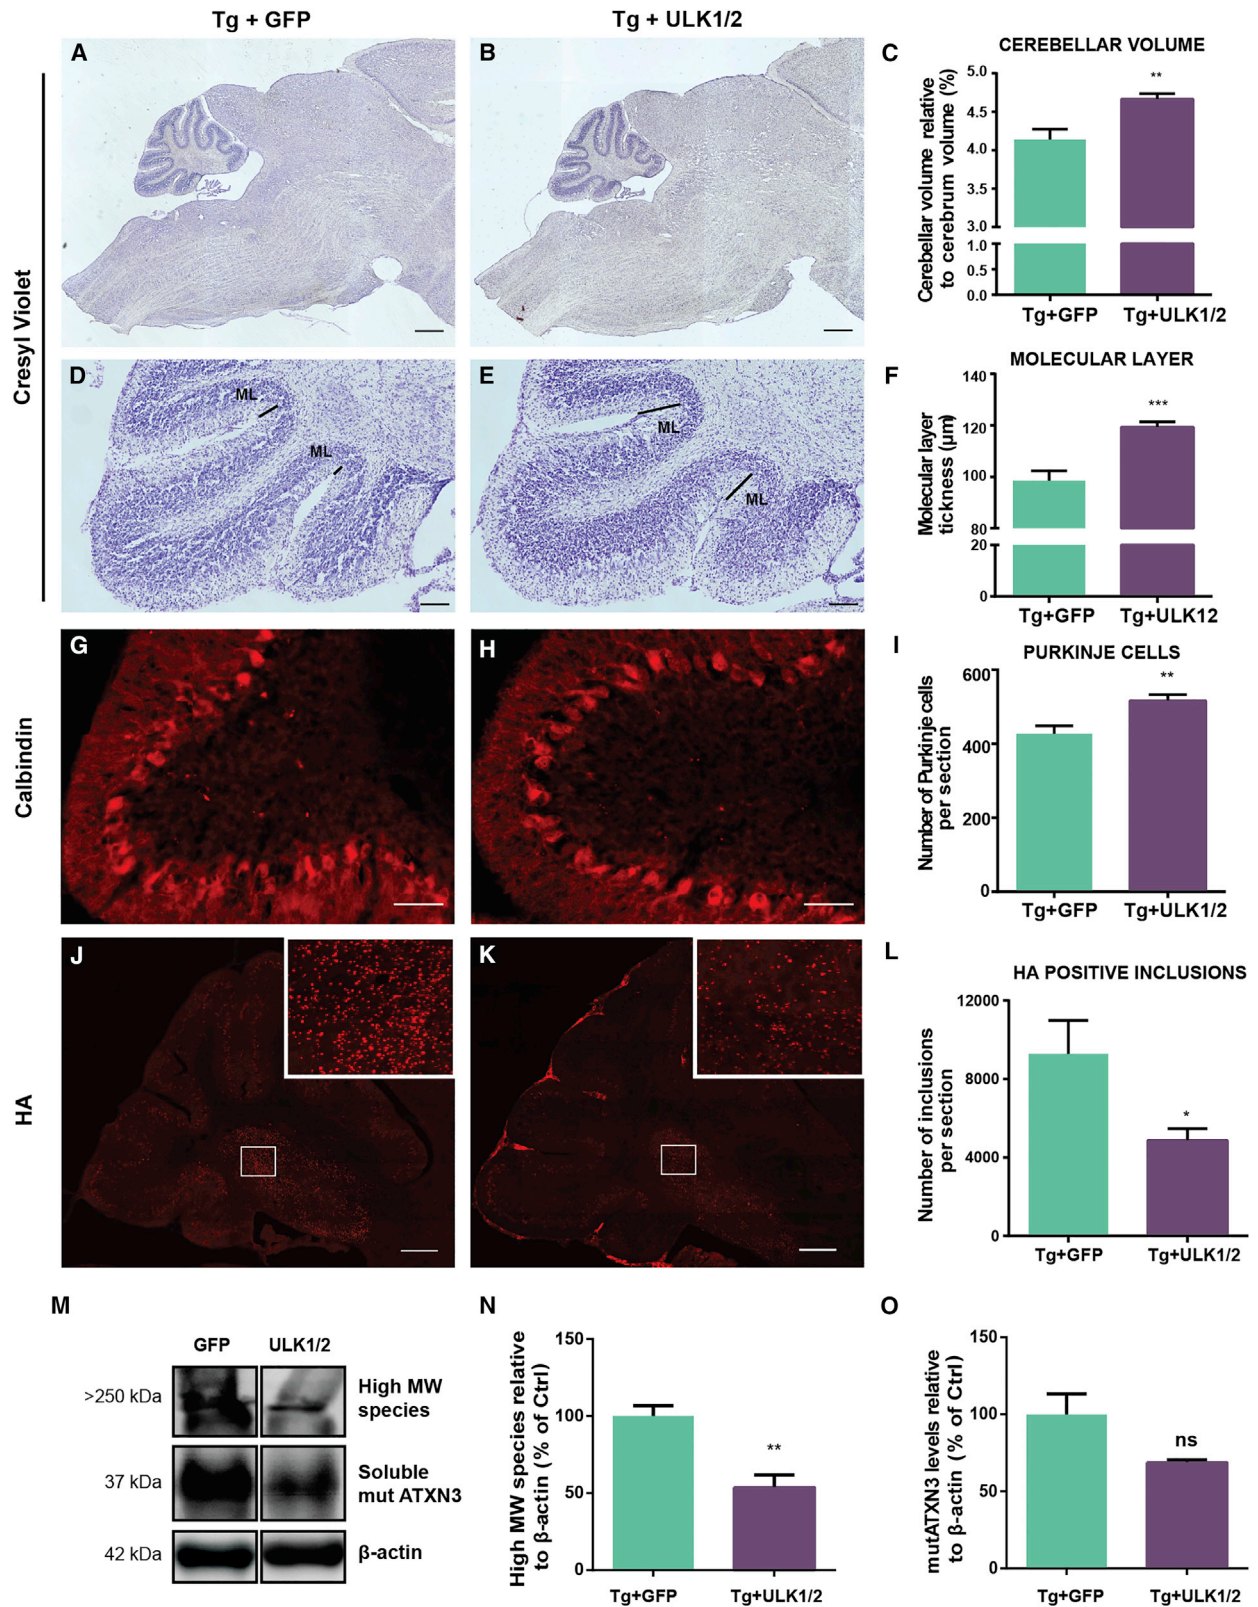 Tg + GFP
Tg + ULK1/2
Cresyl Violet
A
B
C
CEREBELLAR VOLUME
Cerebellar volume relative
to cerebrum volume (%)
5.0
4.5
4.0
3.5
3.0
1.0
0.5
0.0
**
Tg+GFP
Tg+ULK1/2
D
ML
ML
E
ML
ML
F
MOLECULAR LAYER
Molecular layer
tickness (µm)
140
120
100
80
20
0
***
Tg+GFP
Tg+ULK12
Calbindin
G
H
I
PURKINJE CELLS
Number of Purkinje cells
per section
600
400
200
0
**
Tg+GFP
Tg+ULK1/2
HA
J
K
L
HA POSITIVE INCLUSIONS
Number of inclusions
per section
12000
8000
4000
0
*
Tg+GFP
Tg+ULK1/2
M
GFP
ULK1/2
>250 kDa
High MW
species
37 kDa
Soluble
mut ATXN3
42 kDa
β-actin
N
High MW species relative
to β-actin (% of Ctrl)
150
100
50
0
**
Tg+GFP
Tg+ULK1/2
O
mutATXN3 levels relative
to β-actin (% of Ctrl)
150
100
50
0
ns
Tg+GFP
Tg+ULK1/2